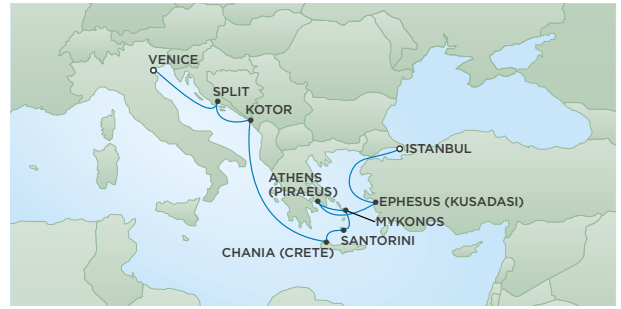 VENICE
SPLIT
KOTOR
ISTANBUL
ATHENS
(PIRAEUS)
EPHESUS (KUSADASI)
MYKONOS
SANTORINI
CHANIA (CRETE)